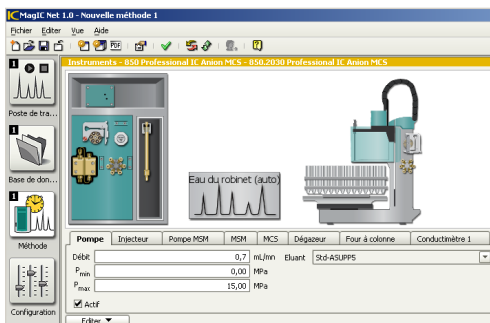 MagIC Net 1.0 - Nouvelle méthode 1
Fichier Editer Vue Aide
PDF
Instruments - 850 Professional IC Anion MCS - 850.2030 Professional IC Anion MCS
1
Poste de tra...
1
Base de don...
1
Méthode
Configuration
Eau du robinet (auto)
Pompe Injecteur Pompe MSM MSM MCS Dégazeur Four à colonne Conductimètre 1
Débit 0,7 mL/mn Eluant Std-ASUPP5
Pmin 0,00 MPa
Pmax 15,00 MPa
Actif
Editer